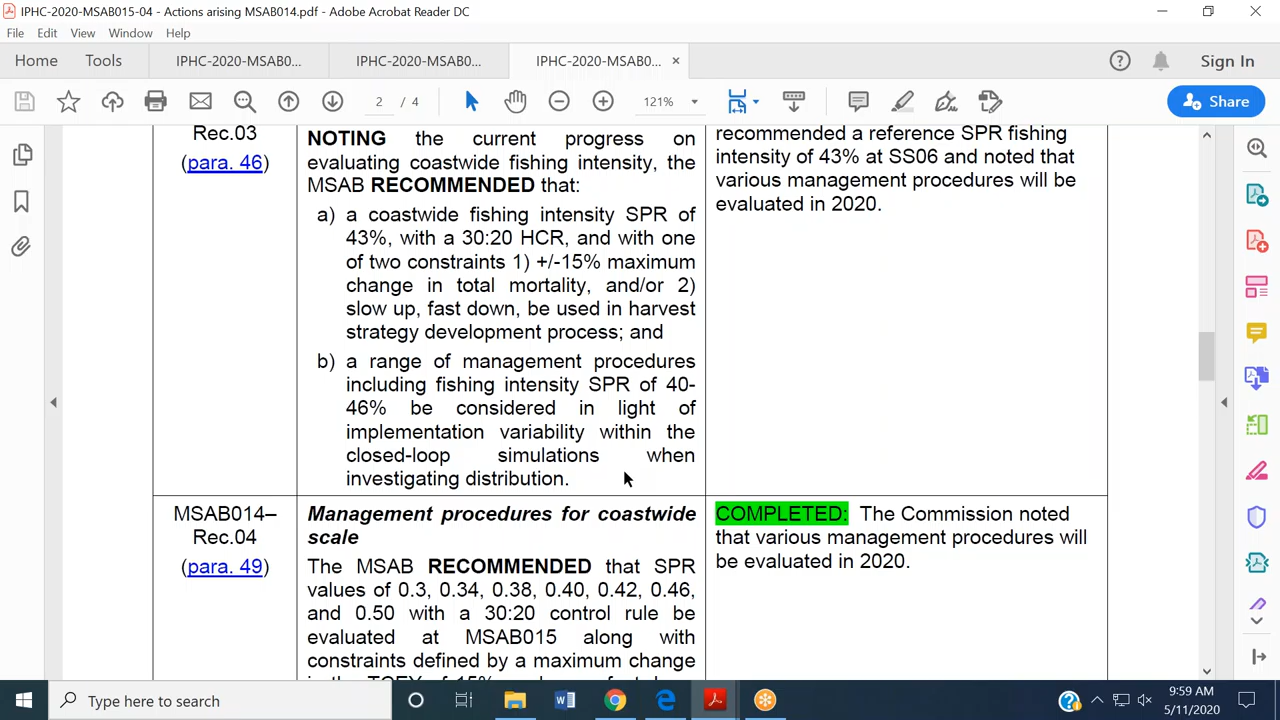 IPHC-2020-MSAB015-04 - Actions arising MSAB014.pdf - Adobe Acrobat Reader DC
File Edit View Window Help
Home Tools IPHC-2020-MSAB0... IPHC-2020-MSAB0... IPHC-2020-MSAB0... Sign In
2 / 4 121% Share
Rec.03
(para. 46)
NOTING the current progress on
evaluating coastwide fishing intensity, the
MSAB RECOMMENDED that:
a) a coastwide fishing intensity SPR of
43%, with a 30:20 HCR, and with one
of two constraints 1) +/-15% maximum
change in total mortality, and/or 2)
slow up, fast down, be used in harvest
strategy development process; and
b) a range of management procedures
including fishing intensity SPR of 40-
46% be considered in light of
implementation variability within the
closed-loop simulations when
investigating distribution.
recommended a reference SPR fishing
intensity of 43% at SS06 and noted that
various management procedures will be
evaluated in 2020.
MSAB014–
Rec.04
(para. 49)
Management procedures for coastwide
scale
The MSAB RECOMMENDED that SPR
values of 0.3, 0.34, 0.38, 0.40, 0.42, 0.46,
and 0.50 with a 30:20 control rule be
evaluated at MSAB015 along with
constraints defined by a maximum change
COMPLETED: The Commission noted
that various management procedures will
be evaluated in 2020.
Type here to search
9:59 AM
5/11/2020